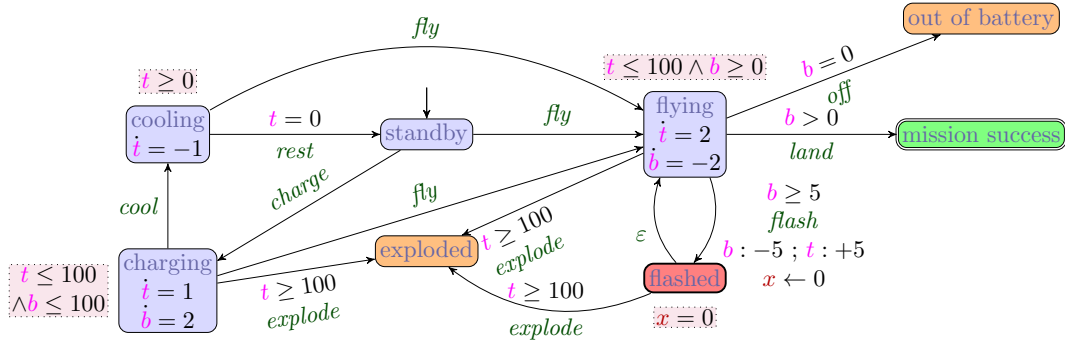 out of battery
fly
t ≤ 100 ∧ b ≥ 0
b = 0
off
t ≥ 0
cooling
ṫ = −1
t = 0
rest
standby
fly
flying
ṫ = 2
ḃ = −2
b > 0
land
mission success
charge
cool
fly
t ≥ 100
explode
ε
b ≥ 5
flash
b : −5 ; t : +5
x ← 0
t ≤ 100
∧b ≤ 100
charging
ṫ = 1
ḃ = 2
exploded
t ≥ 100
explode
t ≥ 100
explode
flashed
x = 0